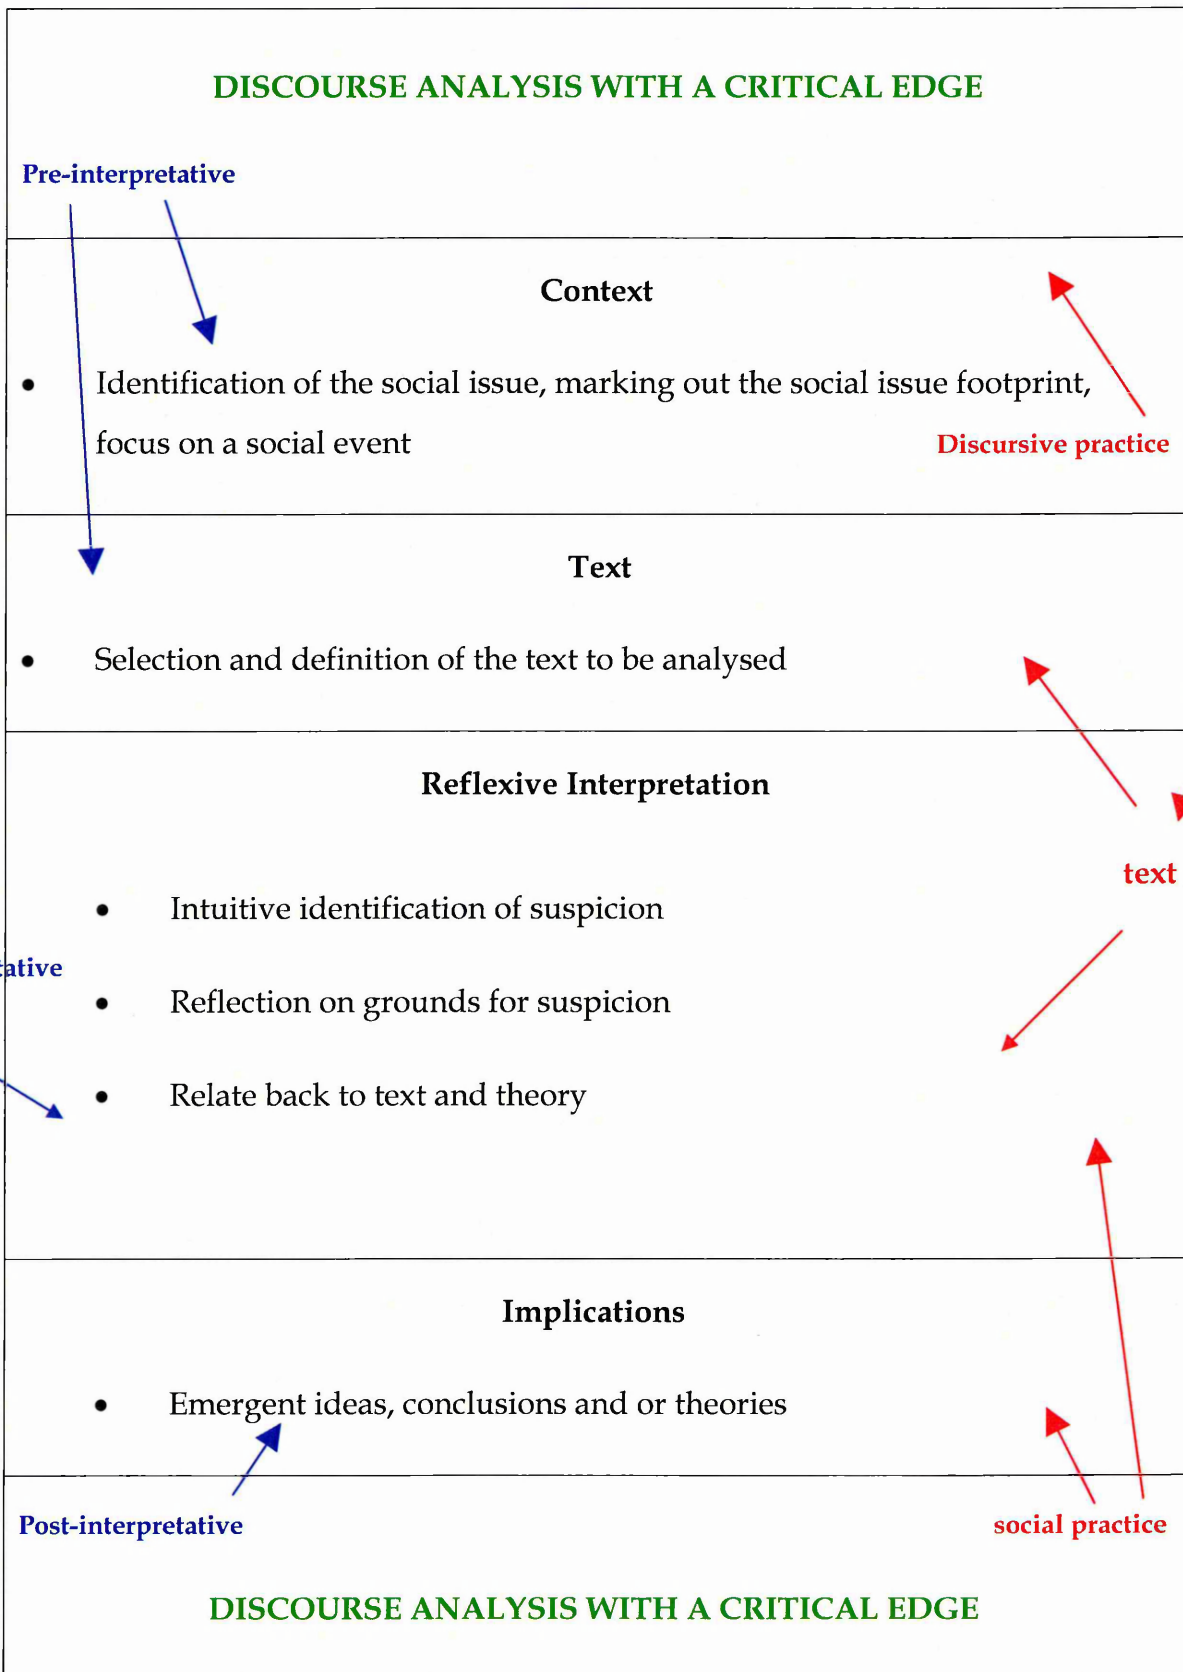 DISCOURSE ANALYSIS WITH A CRITICAL EDGE
Pre-interpretative
Context
• Identification of the social issue, marking out the social issue footprint,
focus on a social event
Discursive practice
Text
• Selection and definition of the text to be analysed
Reflexive Interpretation
text
• Intuitive identification of suspicion
ative
• Reflection on grounds for suspicion
• Relate back to text and theory
Implications
• Emergent ideas, conclusions and or theories
Post-interpretative
social practice
DISCOURSE ANALYSIS WITH A CRITICAL EDGE